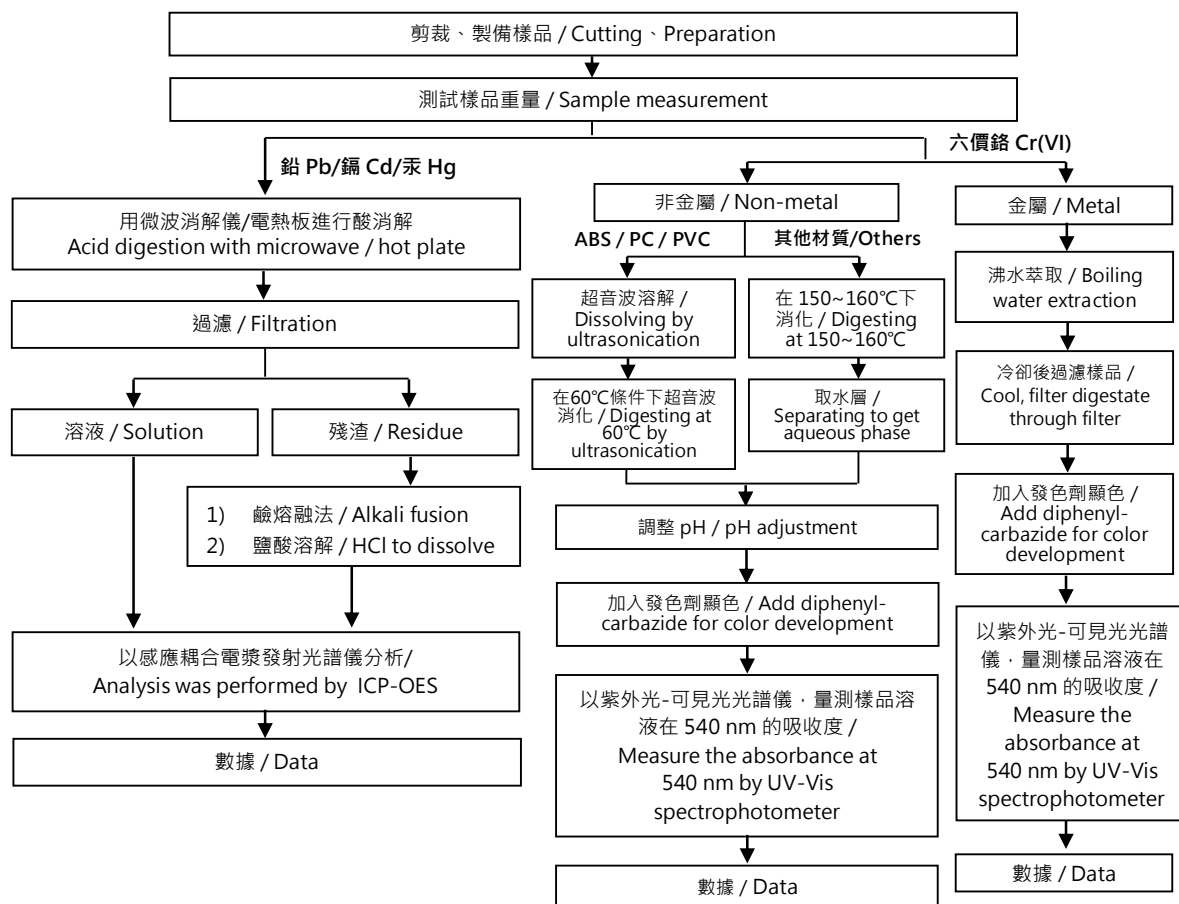 剪裁、製備樣品 / Cutting、Preparation
測試樣品重量 / Sample measurement
鉛 Pb/鎘 Cd/汞 Hg
六價鉻 Cr(VI)
用微波消解儀/電熱板進行酸消解
Acid digestion with microwave / hot plate
過濾 / Filtration
溶液 / Solution
殘渣 / Residue
1) 鹼熔融法 / Alkali fusion
2) 鹽酸溶解 / HCl to dissolve
以感應耦合電漿發射光譜儀分析/
Analysis was performed by ICP-OES
數據 / Data
非金屬 / Non-metal
ABS / PC / PVC
其他材質/Others
超音波溶解 /
Dissolving by
ultrasonication
在 150~160℃下
消化 / Digesting
at 150~160℃
在60℃條件下超音波
消化 / Digesting at
60℃ by
ultrasonication
取水層 /
Separating to get
aqueous phase
調整 pH / pH adjustment
加入發色劑顯色 / Add diphenyl-
carbazide for color development
以紫外光-可見光光譜儀，量測樣品溶
液在 540 nm 的吸收度 /
Measure the absorbance at
540 nm by UV-Vis
spectrophotometer
數據 / Data
金屬 / Metal
沸水萃取 / Boiling
water extraction
冷卻後過濾樣品 /
Cool, filter digestate
through filter
加入發色劑顯色 /
Add diphenyl-
carbazide for color
development
以紫外光-可見光光譜
儀，量測樣品溶液在
540 nm 的吸收度 /
Measure the
absorbance at
540 nm by UV-Vis
spectrophotometer
數據 / Data